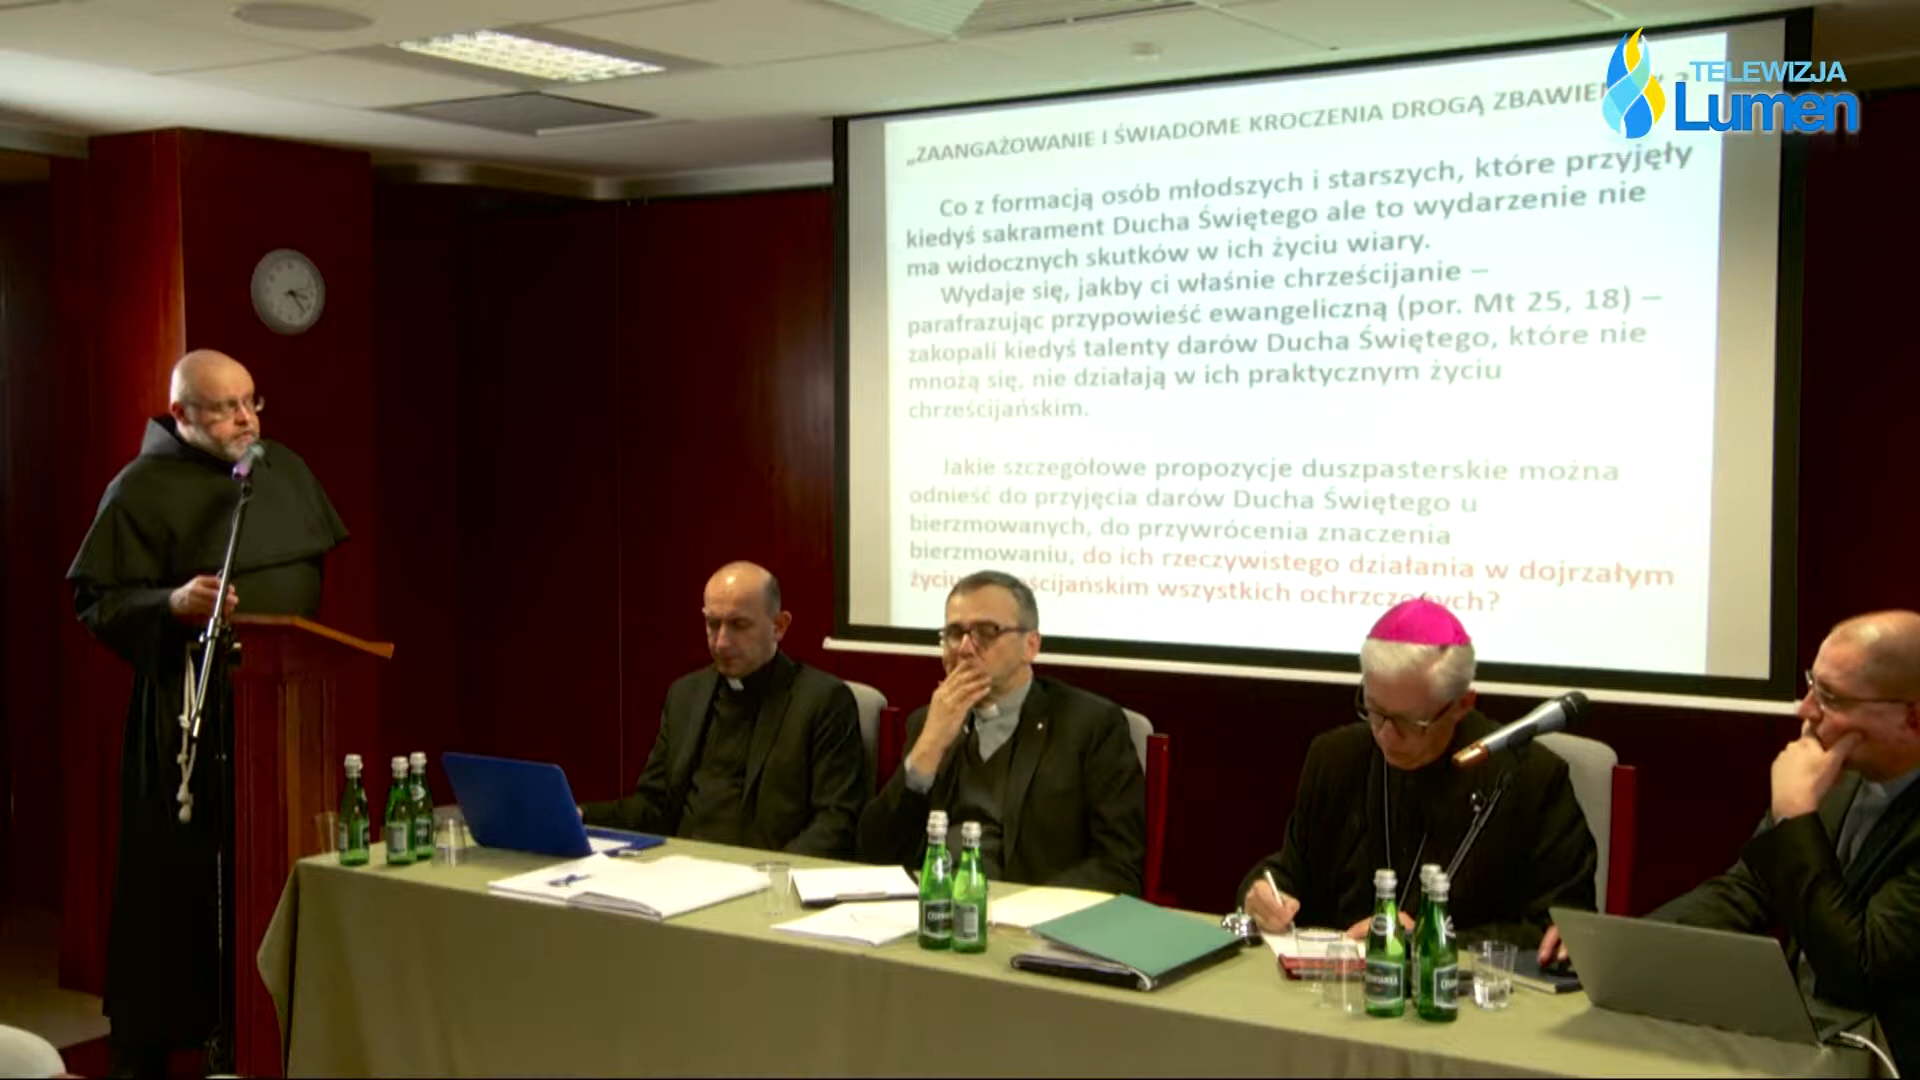 TELEWIZJA
Lumen
„ZAANGAŻOWANIE I ŚWIADOME KROCZENIA DROGĄ
Co z formacją osób młodszych i starszych, które przyjęły
kiedyś sakrament Ducha Świętego ale to wydarzenie nie
ma widocznych skutków w ich życiu wiary.
Wydaje się, jakby ci właśnie chrześcijanie –
parafrazując przypowieść ewangeliczną (por. Mt 25, 18) –
zakopali kiedyś talenty darów Ducha Świętego, które nie
mnożą się, nie działają w ich praktycznym życiu
chrześcijańskim.
Jakie szczegółowe propozycje duszpasterskie można
odnieść do przyjęcia darów Ducha Świętego u
bierzmowanych, do przywrócenia znaczenia
bierzmowaniu, do ich rzeczywistego działania w dojrzałym
wszystkich